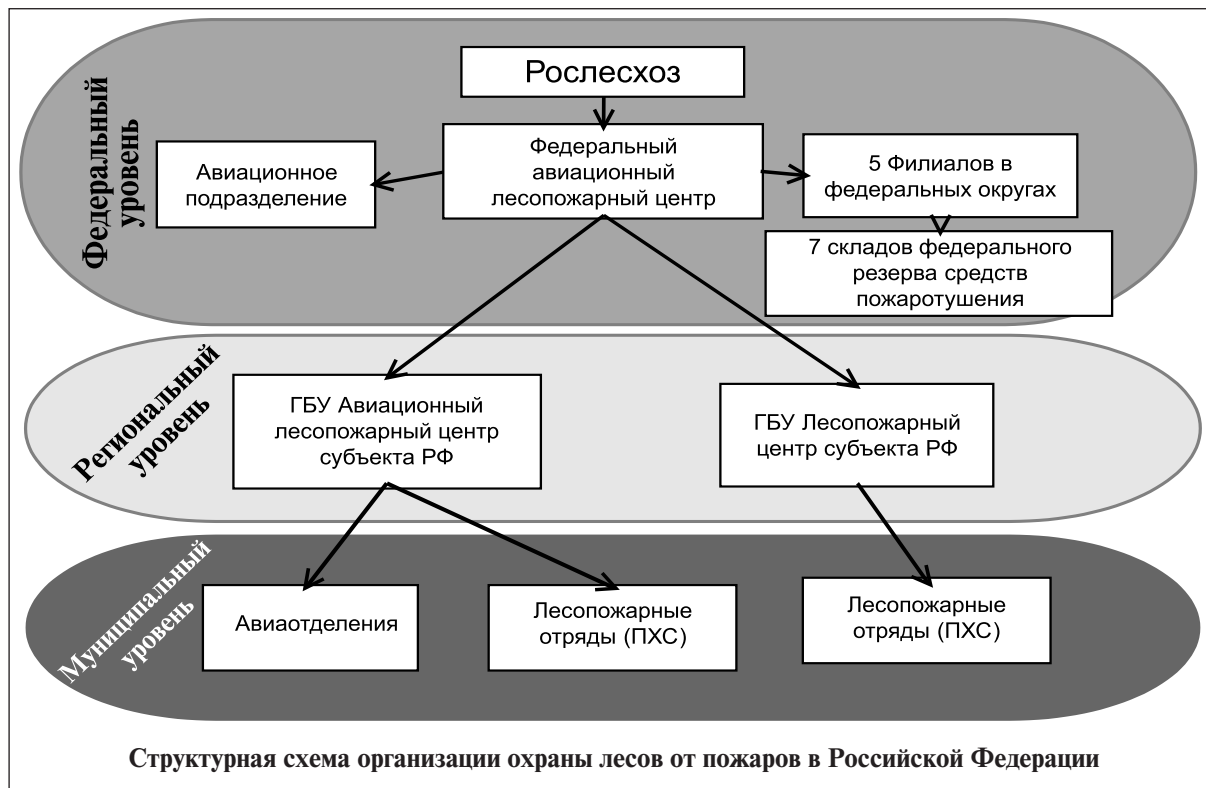 Федеральный
уровень
Рослесхоз
Федеральный
авиационный
лесопожарный центр
Авиационное
подразделение
5 Филиалов в
федеральных округах
7 складов федерального
резерва средств
пожаротушения
Региональный
уровень
ГБУ Авиационный
лесопожарный центр
субъекта РФ
ГБУ Лесопожарный
центр субъекта РФ
Муниципальный
уровень
Авиаотделения
Лесопожарные
отряды (ПХС)
Лесопожарные
отряды (ПХС)
Структурная схема организации охраны лесов от пожаров в Российской Федерации